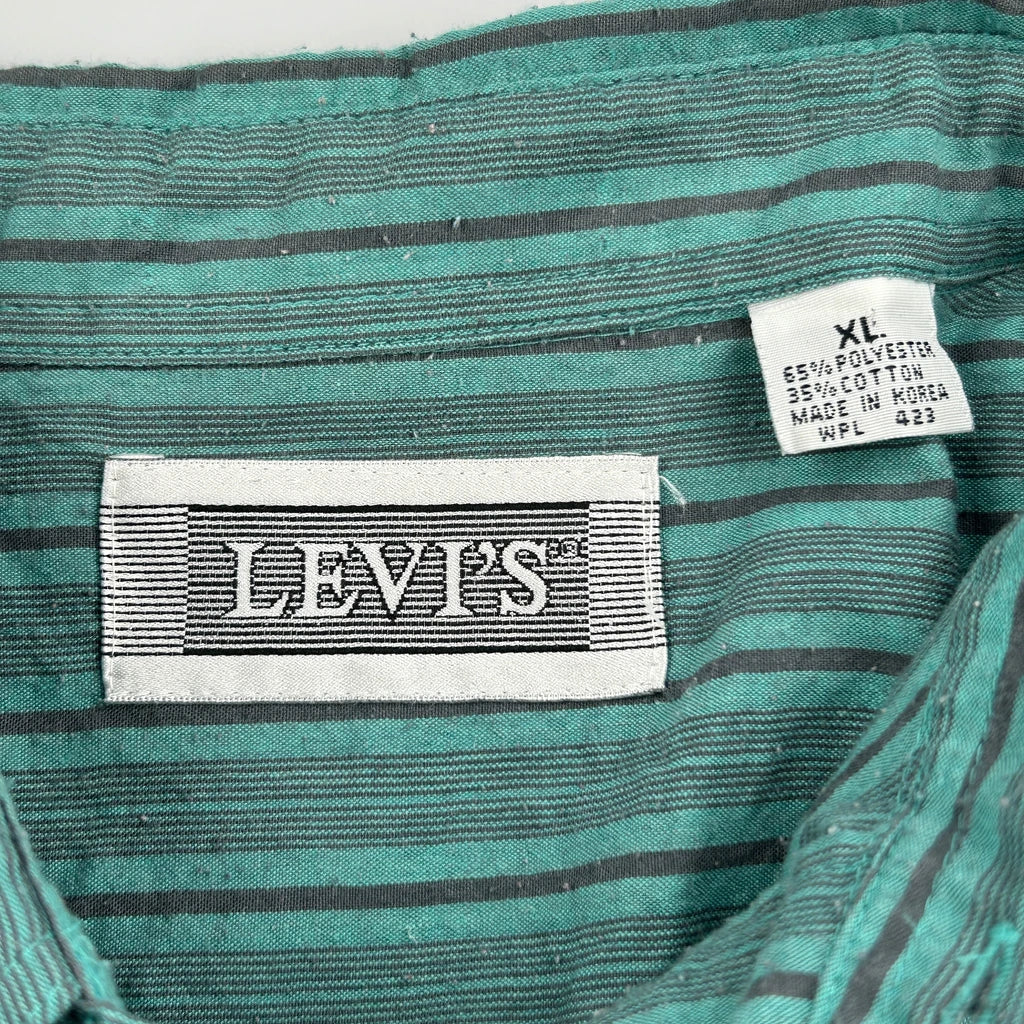 XL
65% POLYESTER
35% COTTON
MADE IN KOREA
WPL 423
LEVI'S®